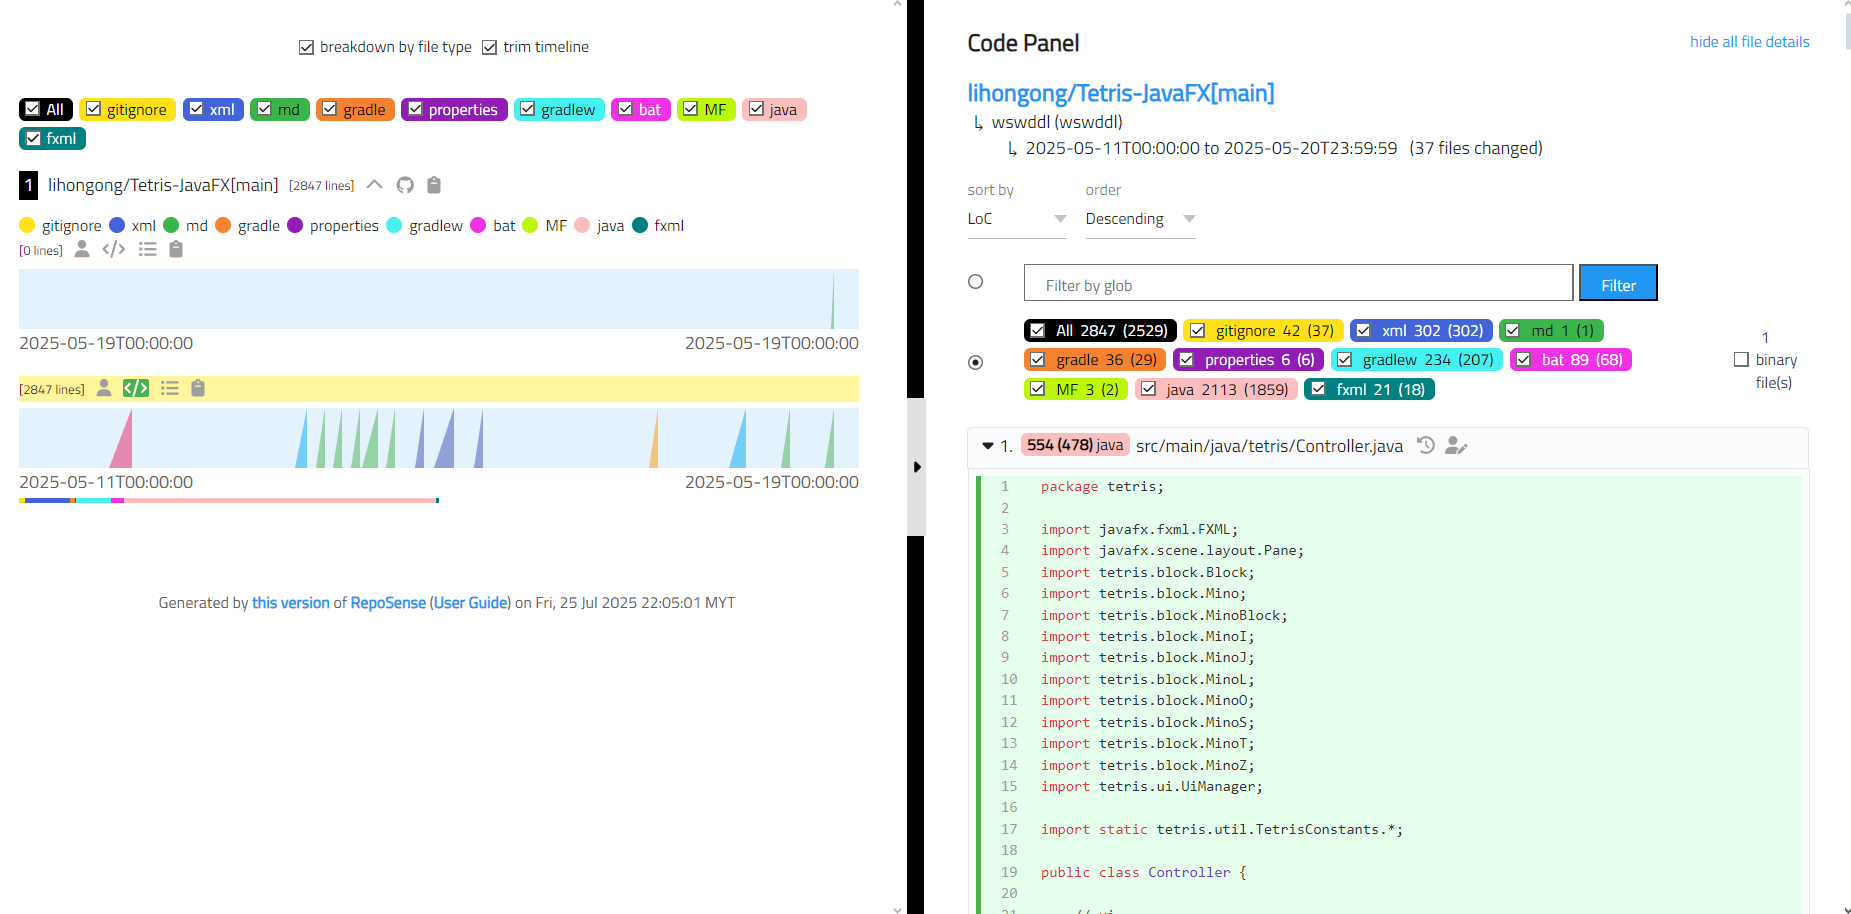 breakdown by file type trim timeline
All gitignore xml md gradle properties gradlew bat MF java
fxml
1 lihongong/Tetris-JavaFX[main] [2847 lines]
gitignore xml md gradle properties gradlew bat MF java fxml
[0 lines]
2025-05-19T00:00:00 2025-05-19T00:00:00
[2847 lines]
2025-05-11T00:00:00 2025-05-19T00:00:00
Generated by this version of RepoSense (User Guide) on Fri, 25 Jul 2025 22:05:01 MYT
Code Panel
hide all file details
lihongong/Tetris-JavaFX[main]
↳ wswddl (wswddl)
↳ 2025-05-11T00:00:00 to 2025-05-20T23:59:59 (37 files changed)
sort by order
LoC Descending
Filter by glob Filter
All 2847 (2529) gitignore 42 (37) xml 302 (302) md 1 (1)
gradle 36 (29) properties 6 (6) gradlew 234 (207) bat 89 (68)
MF 3 (2) java 2113 (1859) fxml 21 (18)
1
binary
file(s)
1. 554 (478) java src/main/java/tetris/Controller.java
1 package tetris;
2
3 import javafx.fxml.FXML;
4 import javafx.scene.layout.Pane;
5 import tetris.block.Block;
6 import tetris.block.Mino;
7 import tetris.block.MinoBlock;
8 import tetris.block.MinoI;
9 import tetris.block.MinoJ;
10 import tetris.block.MinoL;
11 import tetris.block.MinoO;
12 import tetris.block.MinoS;
13 import tetris.block.MinoT;
14 import tetris.block.MinoZ;
15 import tetris.ui.UiManager;
16
17 import static tetris.util.TetrisConstants.*;
18
19 public class Controller {
20